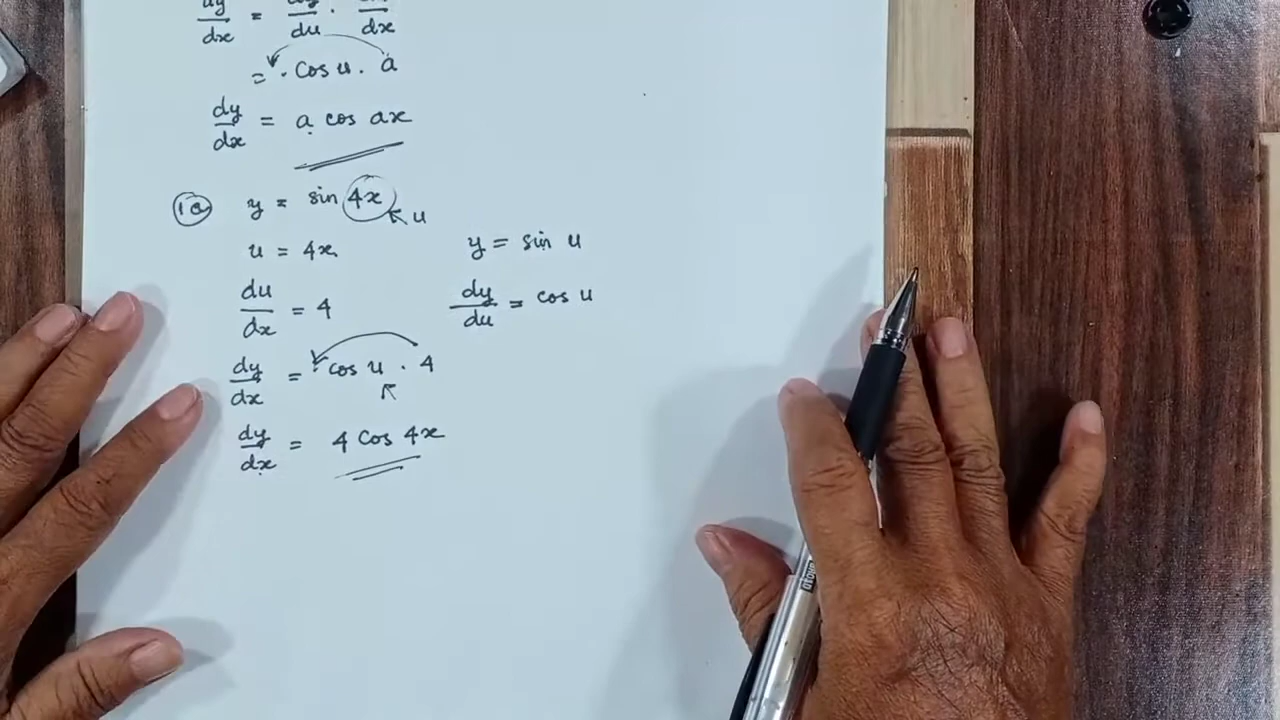 dy/dx = dy/du · du/dx
= · cos u · a
dy/dx = a cos ax
1a y = sin 4x
u
u = 4x
y = sin u
du/dx = 4
dy/du = cos u
dy/dx = · cos u · 4
dy/dx = 4 cos 4x